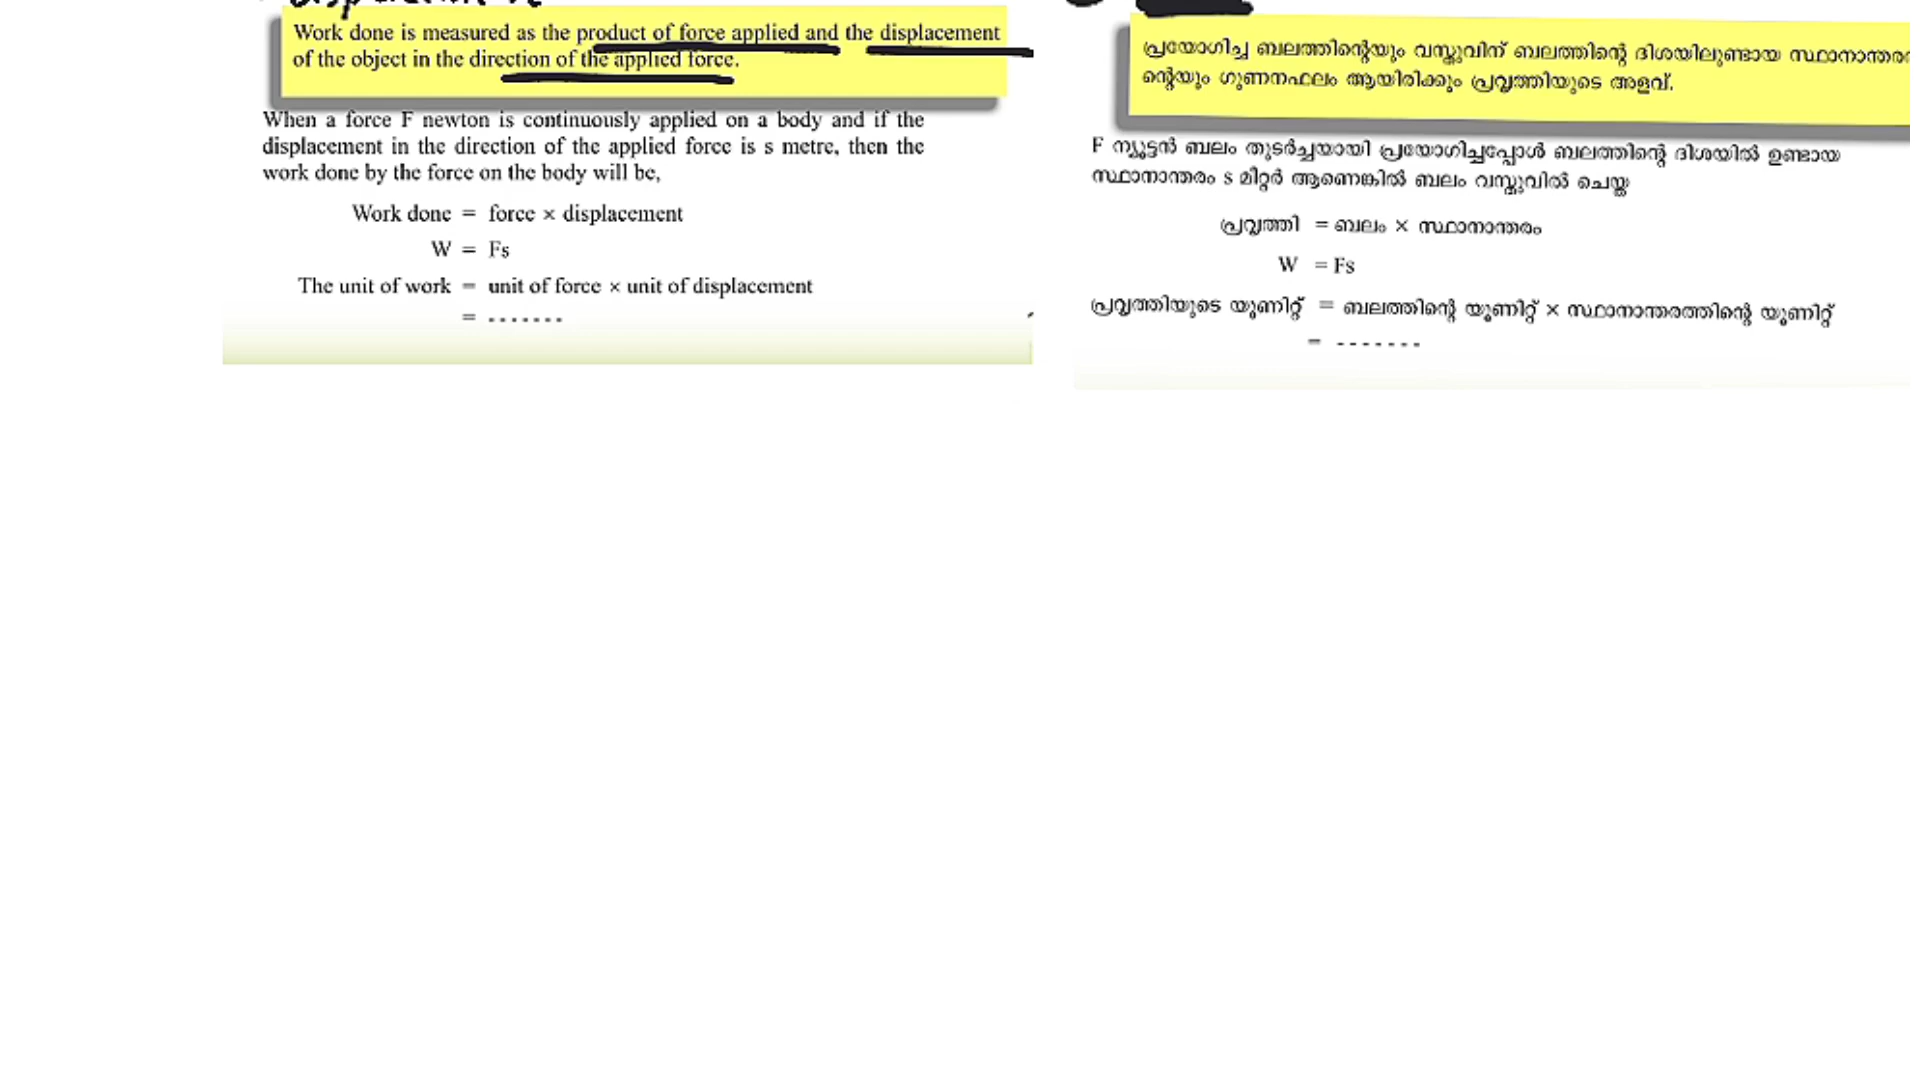 Work done is measured as the product of force applied and the displacement
of the object in the direction of the applied force.
When a force F newton is continuously applied on a body and if the
displacement in the direction of the applied force is s metre, then the
work done by the force on the body will be,
Work done = force × displacement
W = Fs
The unit of work = unit of force × unit of displacement
= .......
പ്രയോഗിച്ച ബലത്തിന്റെയും വസ്തുവിന് ബലത്തിന്റെ ദിശയിലുണ്ടായ
ന്റെയും ഗുണനഫലം ആയിരിക്കും പ്രവൃത്തിയുടെ അളവ്.
F ന്യൂട്ടൻ ബലം തുടർച്ചയായി പ്രയോഗിച്ചപ്പോൾ ബലത്തിന്റെ ദിശയിൽ ഉണ്ടായ
സ്ഥാനാന്തരം s മീറ്റർ ആണെങ്കിൽ ബലം വസ്തുവിൽ ചെയ്ത
പ്രവൃത്തി = ബലം × സ്ഥാനാന്തരം
W = Fs
പ്രവൃത്തിയുടെ യൂണിറ്റ് = ബലത്തിന്റെ യൂണിറ്റ് × സ്ഥാനാന്തരത്തിന്റെ യൂണിറ്റ്
= .......